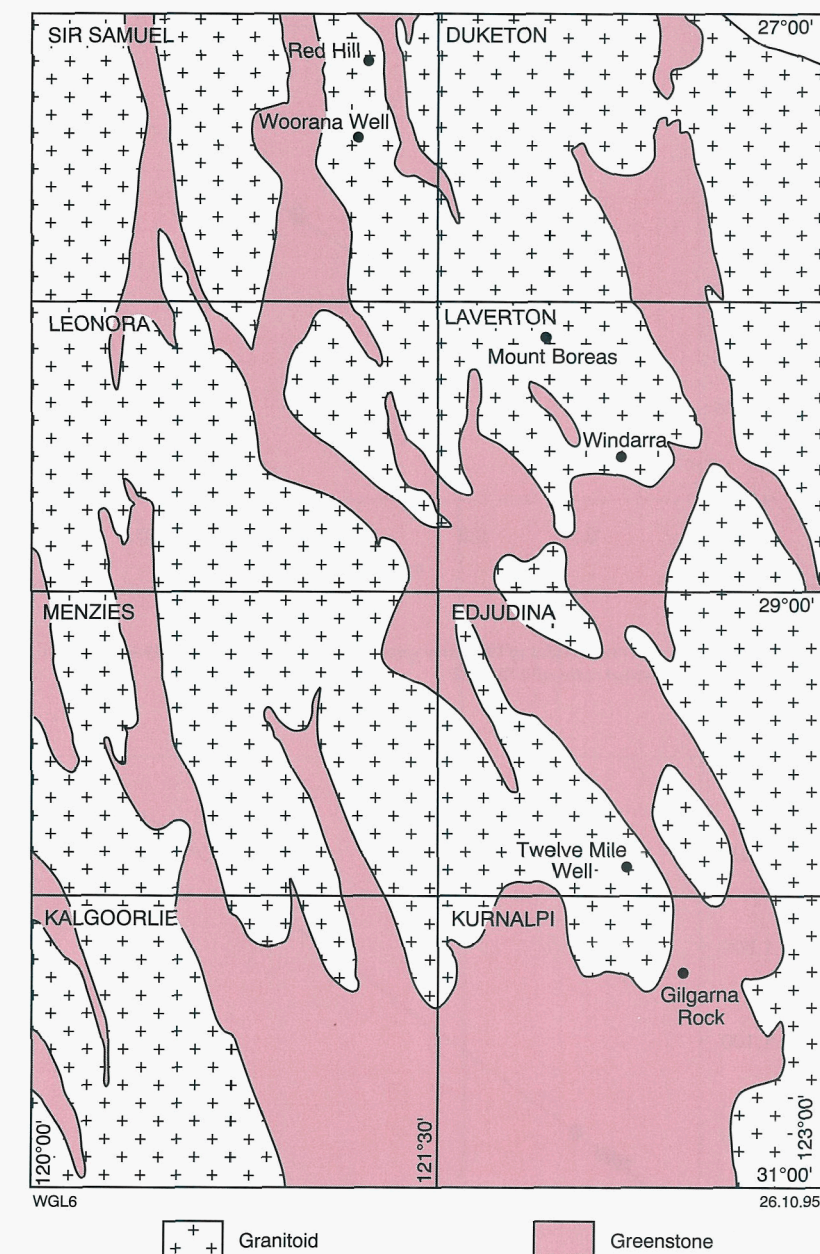 SIR SAMUEL
Red Hill
DUKETON
27°00'
Woorana Well
LEONORA
LAVERTON
Mount Boreas
Windarra
MENZIES
EDJUDINA
29°00'
Twelve Mile
Well
KALGOORLIE
KURNALPI
Gilgarna
Rock
120°00'
121°30'
123°00'
31°00'
WGL6
26.10.95
Granitoid
Greenstone